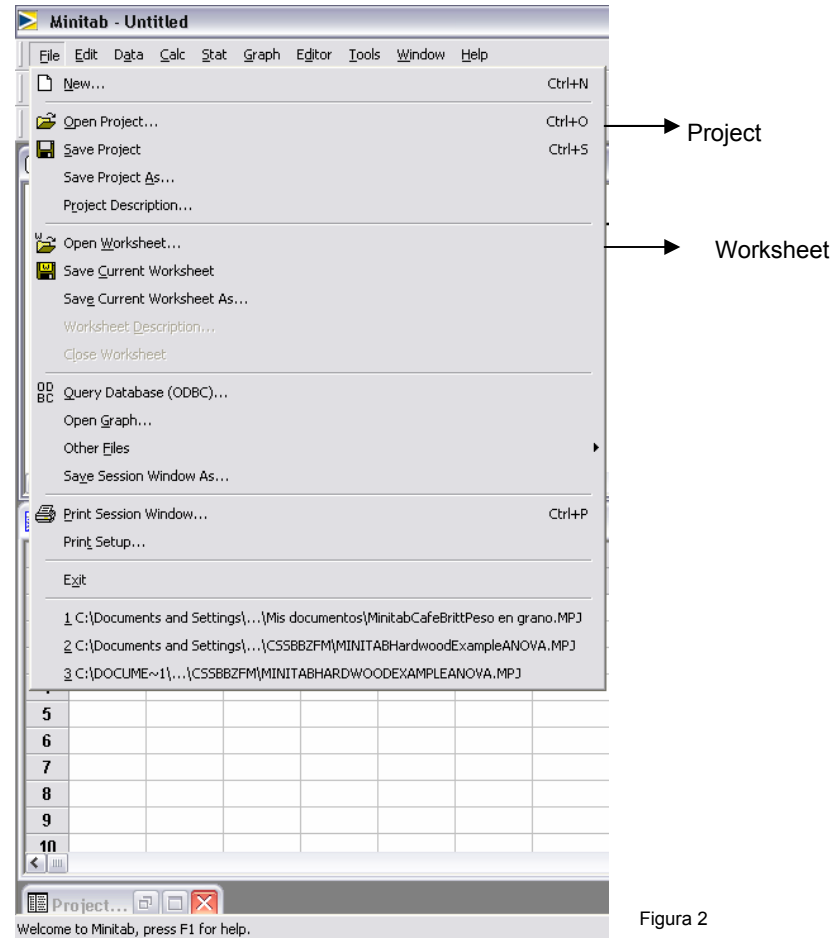 Minitab - Untitled
File Edit Data Calc Stat Graph Editor Tools Window Help
New... Ctrl+N
Open Project... Ctrl+O
Project
Save Project Ctrl+S
Save Project As...
Project Description...
Open Worksheet...
Worksheet
Save Current Worksheet
Save Current Worksheet As...
Worksheet Description...
Close Worksheet
Query Database (ODBC)...
Open Graph...
Other Files
Save Session Window As...
Print Session Window... Ctrl+P
Print Setup...
Exit
1 C:\Documents and Settings\...\Mis documentos\MinitabCafeBrittPeso en grano.MPJ
2 C:\Documents and Settings\...\CSSBBZFM\MINITABHardwoodExampleANOVA.MPJ
3 C:\DOCUME~1\...\CSSBBZFM\MINITABHARDWOODEXAMPLEANOVA.MPJ
5
6
7
8
9
10
Project...
Welcome to Minitab, press F1 for help.
Figura 2